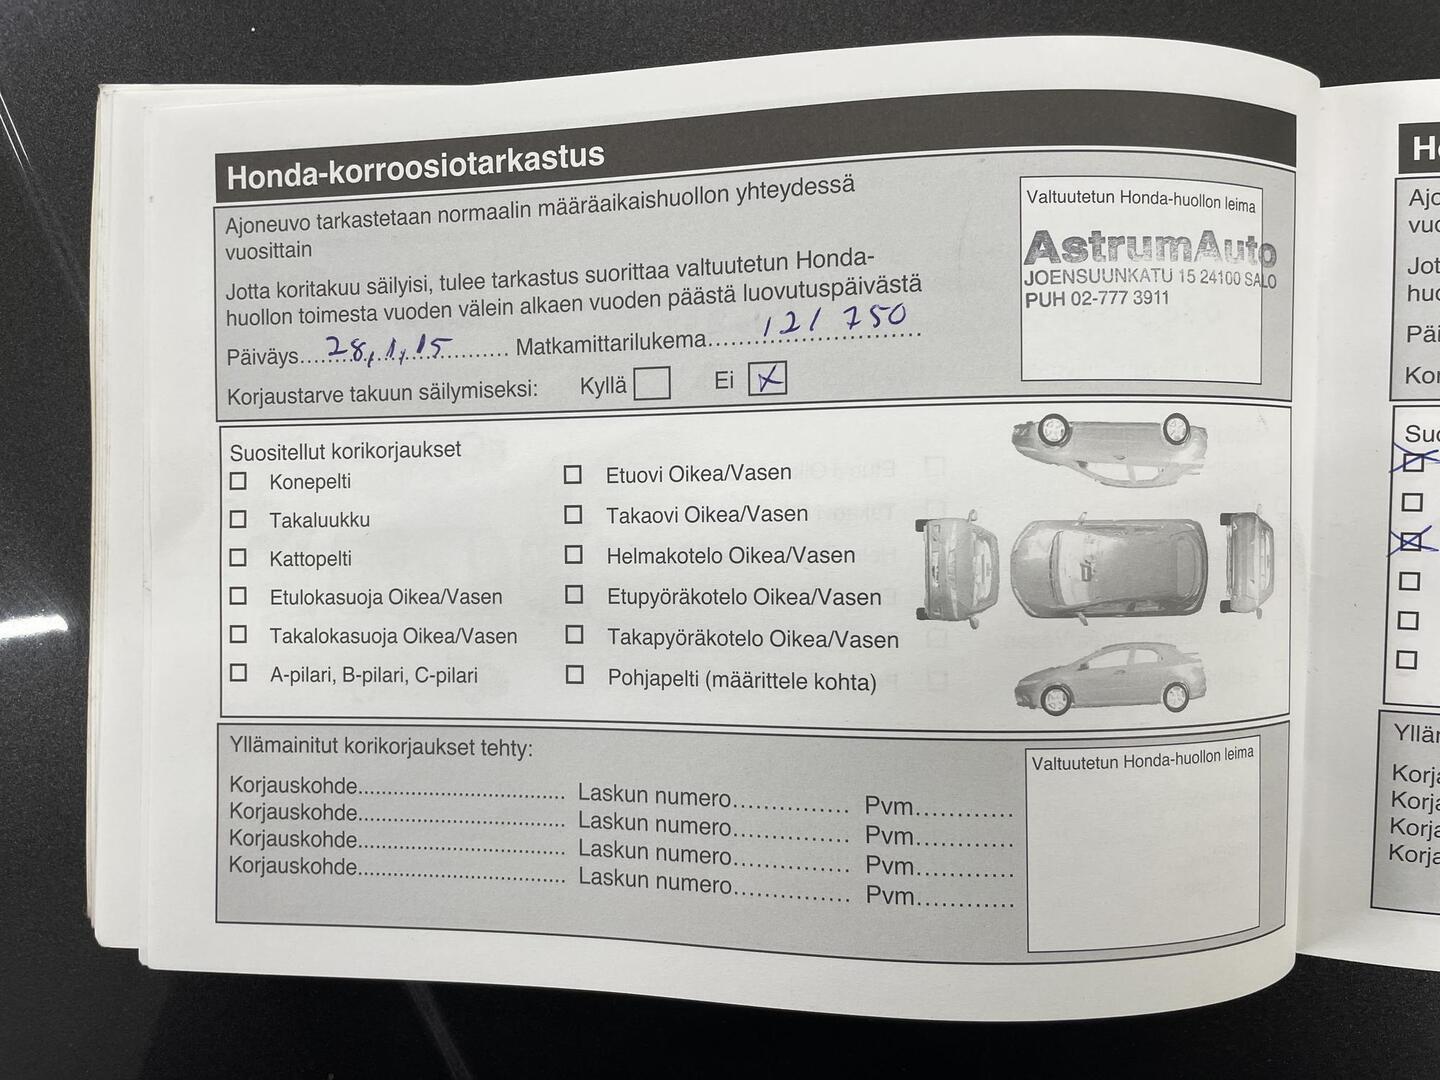 Honda-korroosiotarkastus
Ajoneuvo tarkastetaan normaalin määräaikaishuollon yhteydessä
vuosittain
Jotta koritakuu säilyisi, tulee tarkastus suorittaa valtuutetun Honda-
huollon toimesta vuoden välein alkaen vuoden päästä luovutuspäivästä
Päiväys....28.1.15.... Matkamittarilukema....121 750....
Korjaustarve takuun säilymiseksi: Kyllä ☐ Ei ☒
Valtuutetun Honda-huollon leima
AstrumAuto
JOENSUUNKATU 15 24100 SALO
PUH 02-777 3911
Suositellut korikorjaukset
☐ Konepelti
☐ Takaluukku
☐ Kattopelti
☐ Etulokasuoja Oikea/Vasen
☐ Takalokasuoja Oikea/Vasen
☐ A-pilari, B-pilari, C-pilari
☐ Etuovi Oikea/Vasen
☐ Takaovi Oikea/Vasen
☐ Helmakotelo Oikea/Vasen
☐ Etupyöräkotelo Oikea/Vasen
☐ Takapyöräkotelo Oikea/Vasen
☐ Pohjapelti (määrittele kohta)
Yllämainitut korikorjaukset tehty:
Korjauskohde.................................. Laskun numero............... Pvm............
Korjauskohde.................................. Laskun numero............... Pvm............
Korjauskohde.................................. Laskun numero............... Pvm............
Korjauskohde.................................. Laskun numero............... Pvm............
Valtuutetun Honda-huollon leima